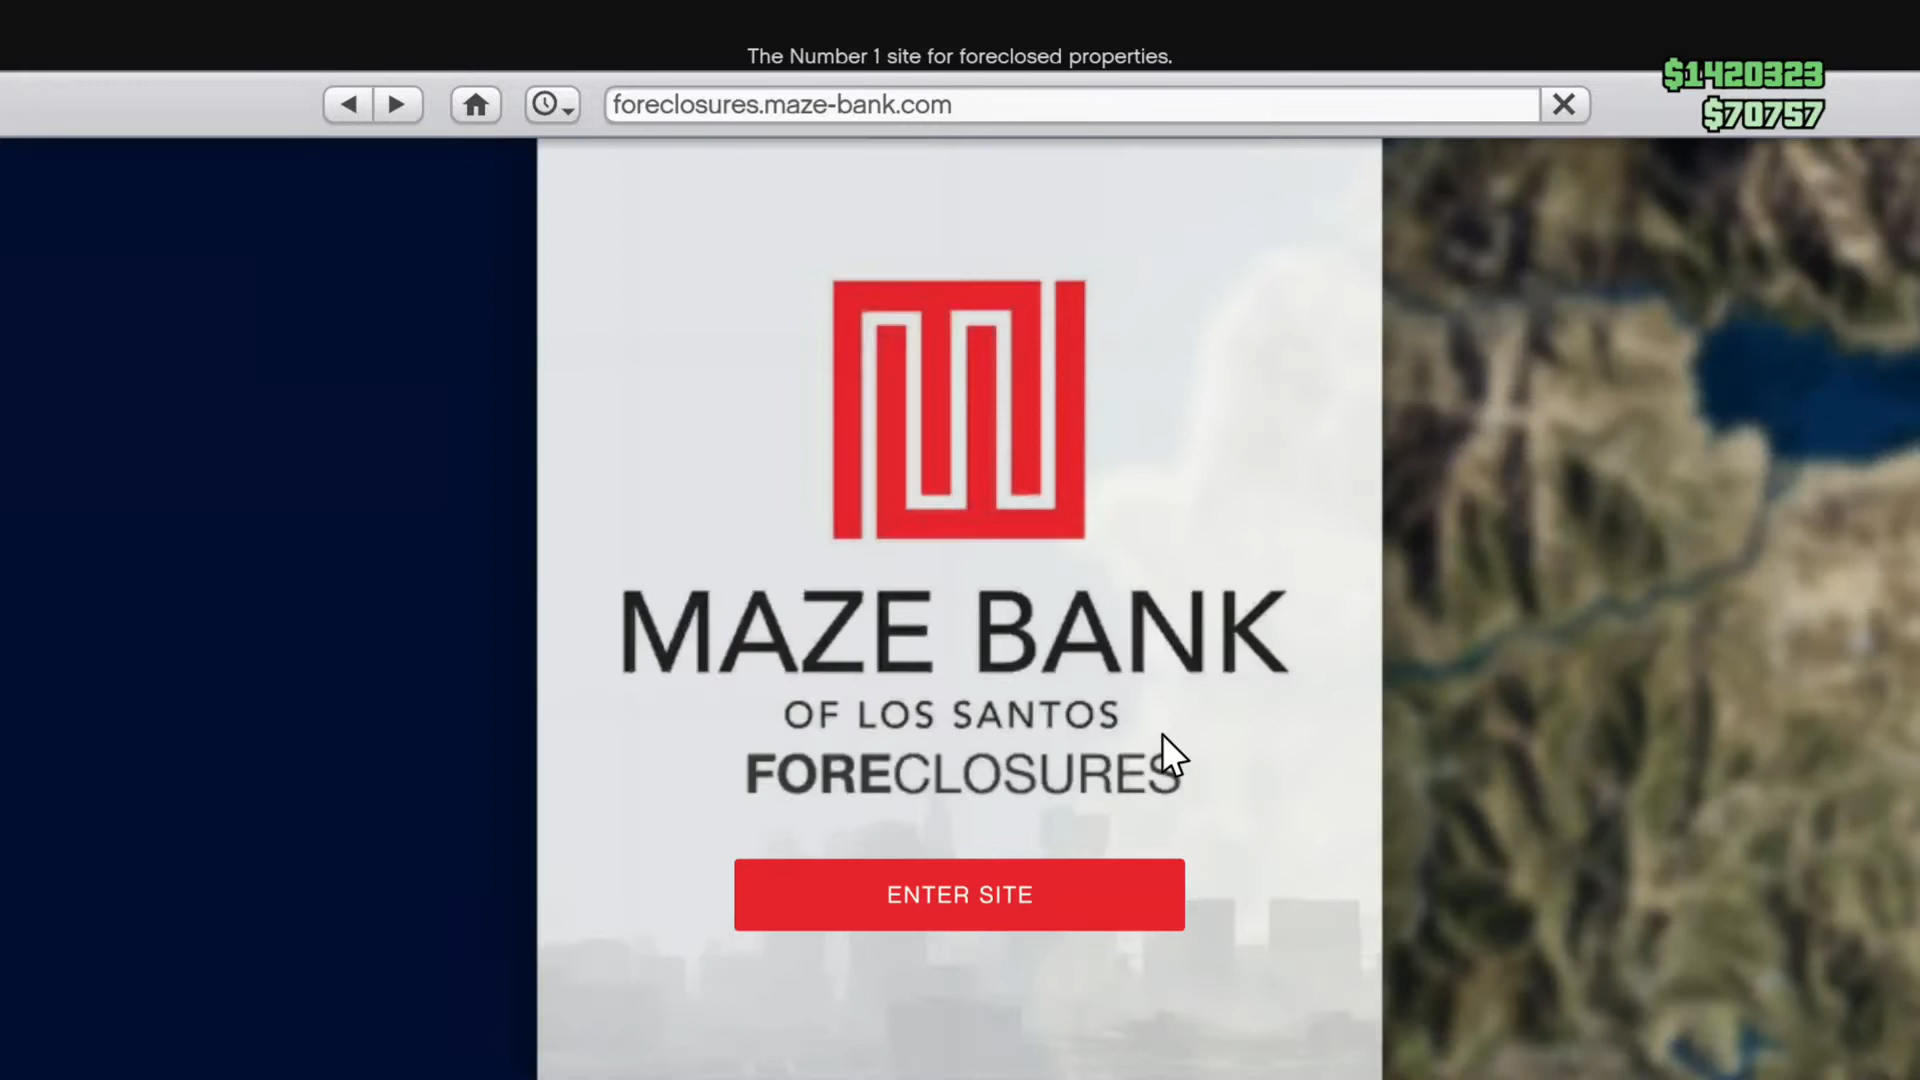 The Number 1 site for foreclosed properties.
$1420323
foreclosures.maze-bank.com
$70757
MAZE BANK
OF LOS SANTOS
FORECLOSURES
ENTER SITE